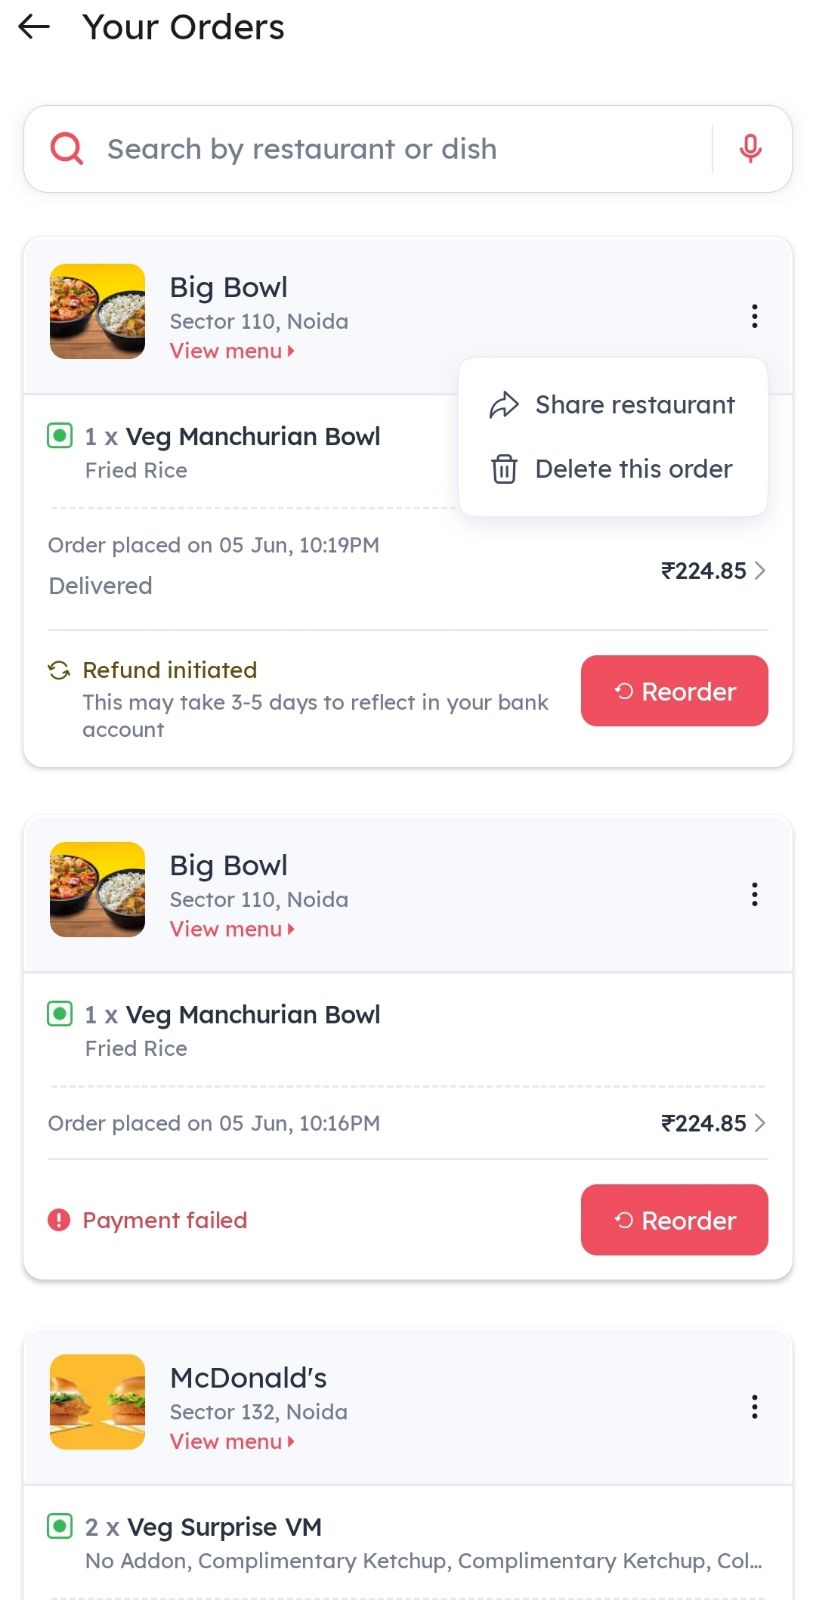 Your Orders
Search by restaurant or dish
Big Bowl
Sector 110, Noida
View menu
Share restaurant
Delete this order
1 x Veg Manchurian Bowl
Fried Rice
Order placed on 05 Jun, 10:19PM
Delivered
₹224.85
Refund initiated
This may take 3-5 days to reflect in your bank
account
Reorder
Big Bowl
Sector 110, Noida
View menu
1 x Veg Manchurian Bowl
Fried Rice
Order placed on 05 Jun, 10:16PM
₹224.85
Payment failed
Reorder
McDonald's
Sector 132, Noida
View menu
2 x Veg Surprise VM
No Addon, Complimentary Ketchup, Complimentary Ketchup, Col...